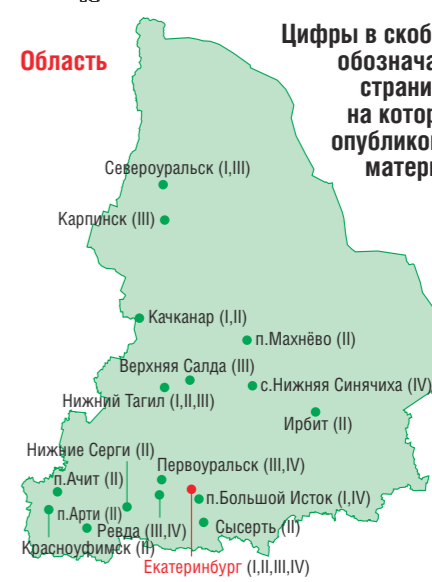 Область
Цифры в скоб
обознача
страни
на котор
опубликов
матери
Североуральск (I,III)
Карпинск (III)
Качканар (I,II)
п.Махнёво (II)
Верхняя Салда (III)
с.Нижняя Синячиха (IV)
Нижний Тагил (I,II,III)
Ирбит (II)
Нижние Серги (II)
Первоуральск (III,IV)
п.Ачит (II)
п.Большой Исток (I,IV)
п.Арти (II)
Ревда (III,IV)
Сысерть (II)
Красноуфимск (II)
Екатеринбург (I,II,III,IV)